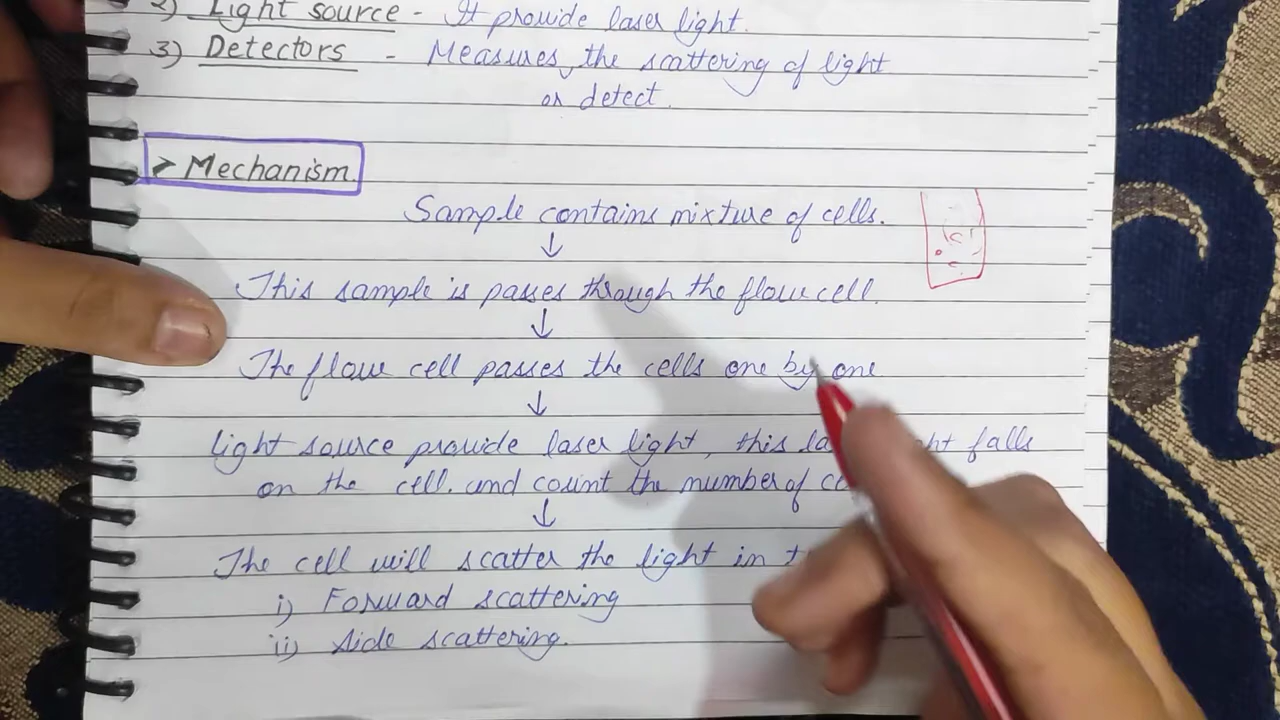 2) Light source - It provide laser light.
3) Detectors - Measures, the scattering of light
or detect.
> Mechanism.
Sample contains mixture of cells.
↓
This sample is passes through the flow cell.
↓
The flow cell passes the cells one by one
↓
light source provide laser light, this light falls
on the cell. and count the number of
↓
The cell will scatter the light in
i) Forward scattering
ii) side scattering.